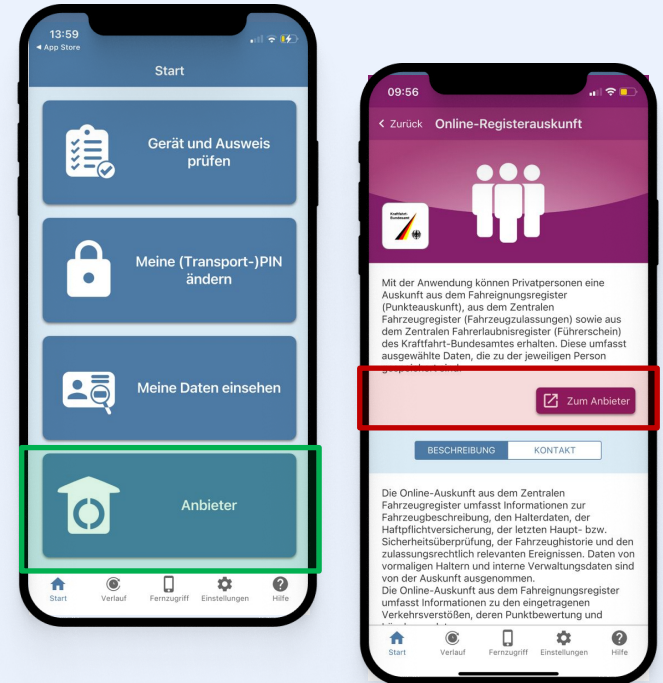 13:59
App Store
Start
Gerät und Ausweis
prüfen
Meine (Transport-)PIN
ändern
Meine Daten einsehen
Anbieter
Start
Verlauf
Fernzugriff
Einstellungen
Hilfe
09:56
Zurück
Online-Registerauskunft
Kraftfahrt-
Bundesamt
Mit der Anwendung können Privatpersonen eine
Auskunft aus dem Fahreignungsregister
(Punkteauskunft), aus dem Zentralen
Fahrzeugregister (Fahrzeugzulassungen) sowie aus
dem Zentralen Fahrerlaubnisregister (Führerschein)
des Kraftfahrt-Bundesamtes erhalten. Diese umfasst
ausgewählte Daten, die zu der jeweiligen Person
Zum Anbieter
BESCHREIBUNG
KONTAKT
Die Online-Auskunft aus dem Zentralen
Fahrzeugregister umfasst Informationen zur
Fahrzeugbeschreibung, den Halterdaten, der
Haftpflichtversicherung, der letzten Haupt- bzw.
Sicherheitsüberprüfung, der Fahrzeughistorie und den
zulassungsrechtlich relevanten Ereignissen. Daten von
vormaligen Haltern und interne Verwaltungsdaten sind
von der Auskunft ausgenommen.
Die Online-Auskunft aus dem Fahreignungsregister
umfasst Informationen zu den eingetragenen
Verkehrsverstößen, deren Punktbewertung und
Start
Verlauf
Fernzugriff
Einstellungen
Hilfe